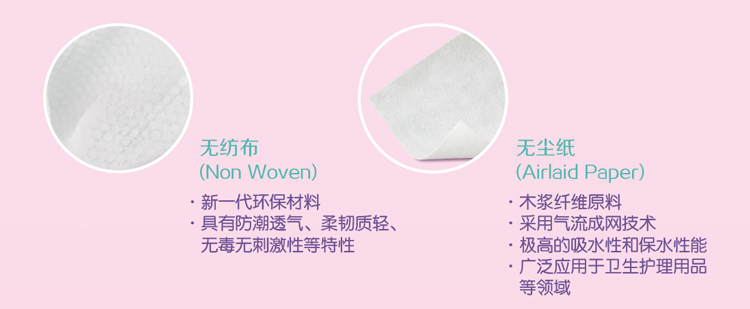 无纺布
(Non Woven)
· 新一代环保材料
· 具有防潮透气、柔韧质轻、
无毒无刺激性等特性
无尘纸
(Airlaid Paper)
· 木浆纤维原料
· 采用气流成网技术
· 极高的吸水性和保水性能
· 广泛应用于卫生护理用品
等领域